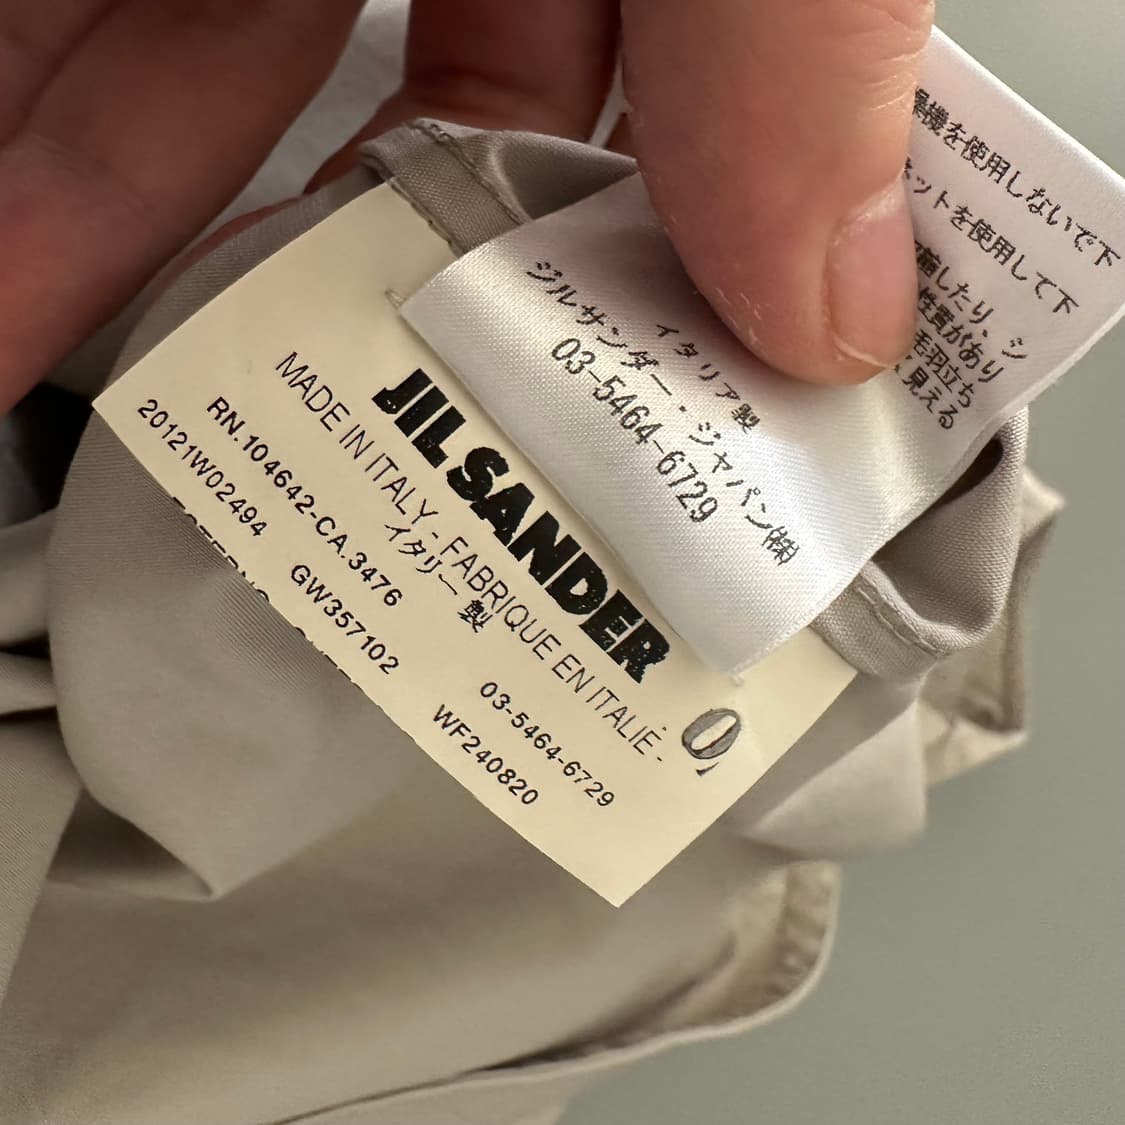 JIL SANDER
MADE IN ITALY - FABRIQUE EN ITALIE -
イタリー製
RN.104642-CA.3476 03-5464-6729
20121W02494 GW357102 WF240820
0
イタリア製
ジルサンダー・ジャパン㈱
03-5464-6729
機を使用しないで下
ネットを使用して下
縮したり、シ
性質があり
毛羽立ち
見える